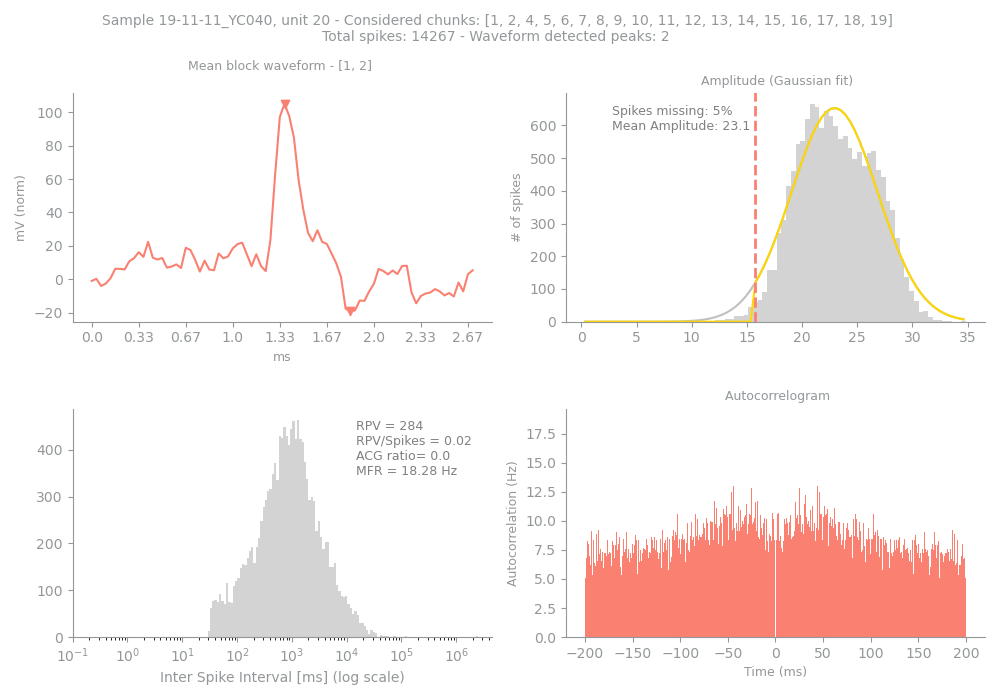 Sample 19-11-11_YC040, unit 20 - Considered chunks: [1, 2, 4, 5, 6, 7, 8, 9, 10, 11, 12, 13, 14, 15, 16, 17, 18, 19]
Total spikes: 14267 - Waveform detected peaks: 2
Mean block waveform - [1, 2]
mV (norm)
100
80
60
40
20
0
−20
0.0 0.33 0.67 1.0 1.33 1.67 2.0 2.33 2.67
ms
Amplitude (Gaussian fit)
Spikes missing: 5%
Mean Amplitude: 23.1
# of spikes
600
500
400
300
200
100
0
0 5 10 15 20 25 30 35
RPV = 284
RPV/Spikes = 0.02
ACG ratio= 0.0
MFR = 18.28 Hz
400
300
200
100
0
10⁻¹ 10⁰ 10¹ 10² 10³ 10⁴ 10⁵ 10⁶
Inter Spike Interval [ms] (log scale)
Autocorrelogram
Autocorrelation (Hz)
17.5
15.0
12.5
10.0
7.5
5.0
2.5
0.0
−200 −150 −100 −50 0 50 100 150 200
Time (ms)